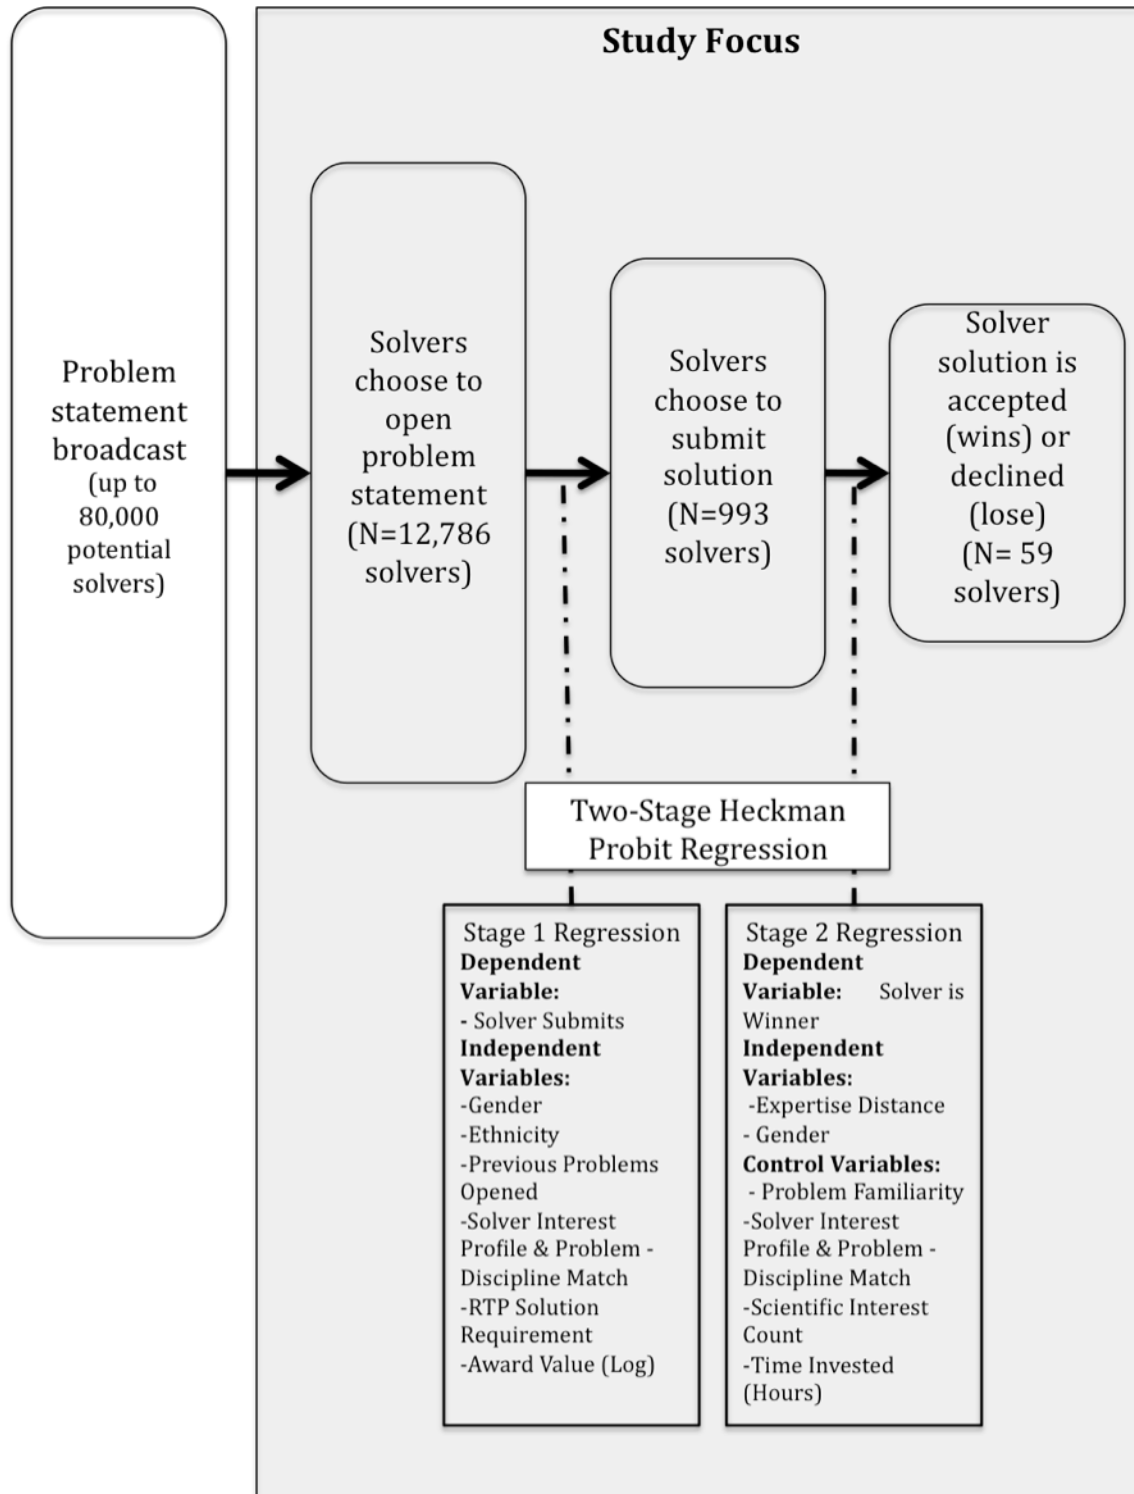 Study Focus
Problem
statement
broadcast
(up to
80,000
potential
solvers)
Solvers
choose to
open
problem
statement
(N=12,786
solvers)
Solvers
choose to
submit
solution
(N=993
solvers)
Solver
solution is
accepted
(wins) or
declined
(lose)
(N= 59
solvers)
Two-Stage Heckman
Probit Regression
Stage 1 Regression
Dependent
Variable:
- Solver Submits
Independent
Variables:
-Gender
-Ethnicity
-Previous Problems
Opened
-Solver Interest
Profile & Problem -
Discipline Match
-RTP Solution
Requirement
-Award Value (Log)
Stage 2 Regression
Dependent
Variable: Solver is
Winner
Independent
Variables:
-Expertise Distance
- Gender
Control Variables:
- Problem Familiarity
-Solver Interest
Profile & Problem -
Discipline Match
-Scientific Interest
Count
-Time Invested
(Hours)